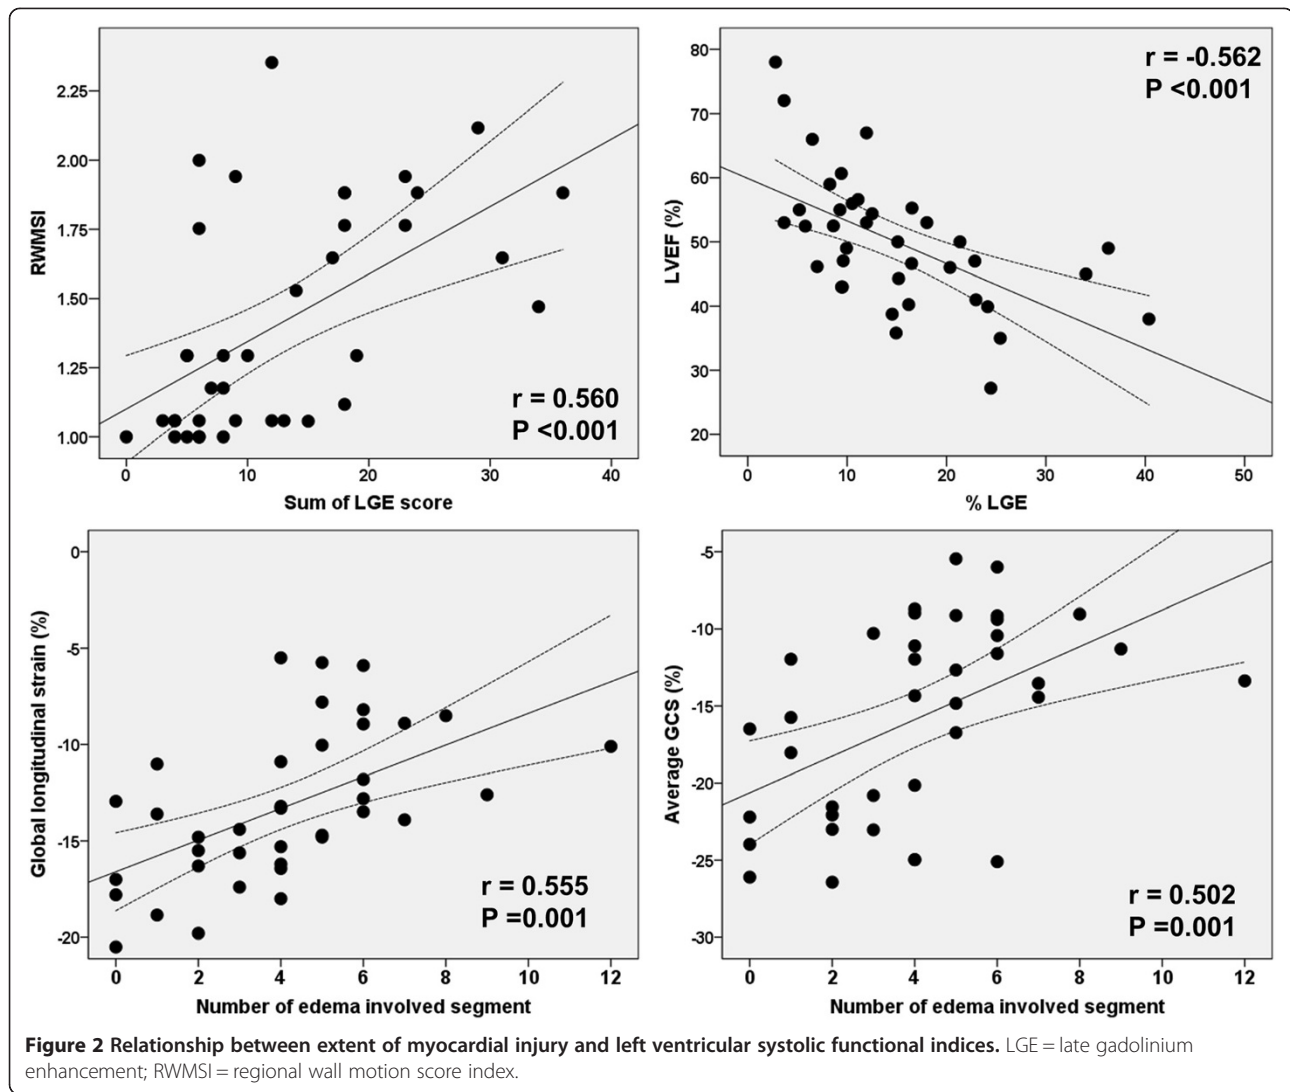 2.25
2.00
1.75
1.50
1.25
1.00
RWMSI
r = 0.560
P <0.001
0 10 20 30 40
Sum of LGE score
80
70
60
50
40
30
20
LVEF (%)
r = -0.562
P <0.001
0 10 20 30 40 50
% LGE
0
-5
-10
-15
-20
Global longitudinal strain (%)
r = 0.555
P =0.001
0 2 4 6 8 10 12
Number of edema involved segment
-5
-10
-15
-20
-25
-30
Average GCS (%)
r = 0.502
P =0.001
0 2 4 6 8 10 12
Number of edema involved segment
Figure 2 Relationship between extent of myocardial injury and left ventricular systolic functional indices. LGE = late gadolinium
enhancement; RWMSI = regional wall motion score index.